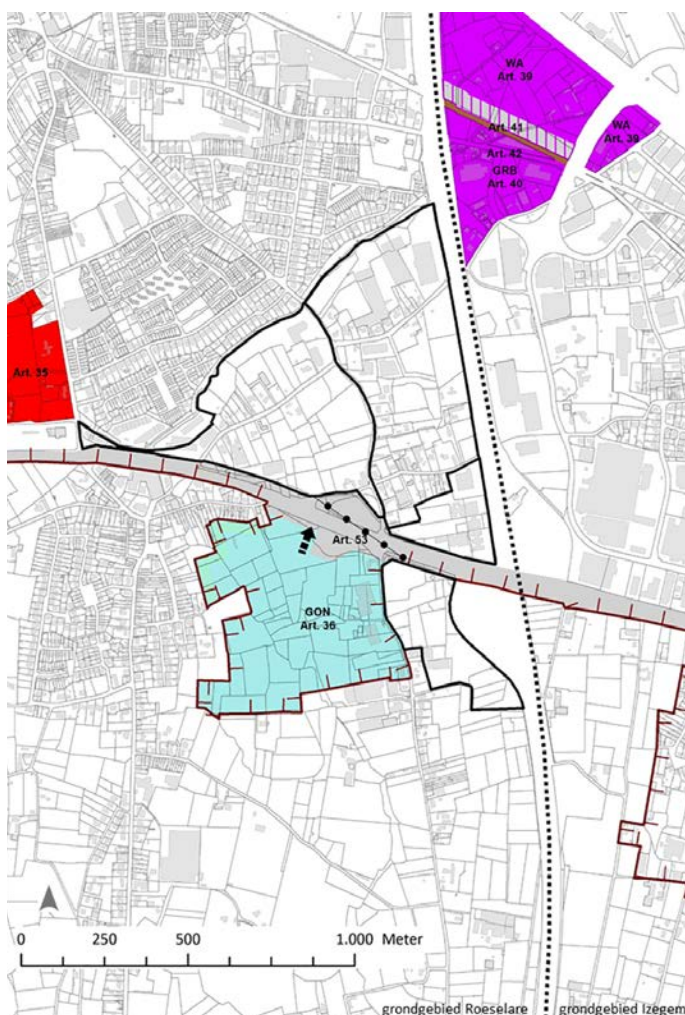 WA
Art. 39
Art. 41
WA
Art. 39
Art. 42
GRB
Art. 40
Art. 35
Art. 53
GON
Art. 36
0 250 500 1.000 Meter
grondgebied Roeselare grondgebied Izegem